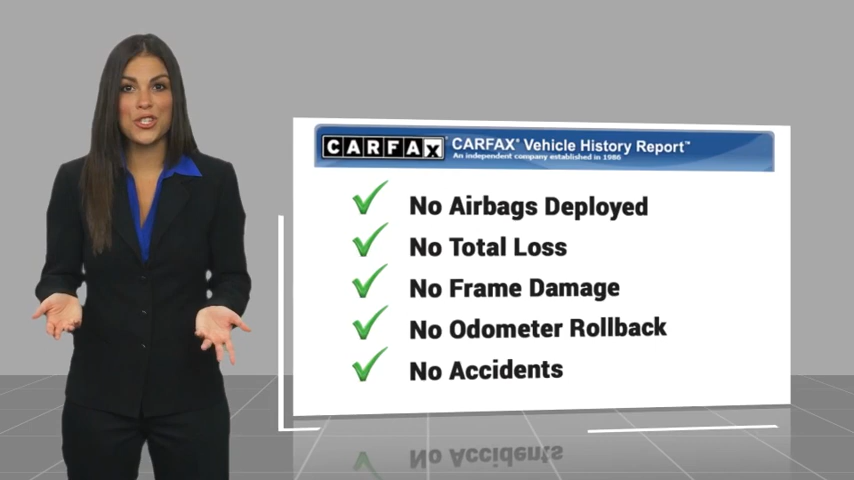 CARFAX
CARFAX® Vehicle History Report™
An independent company established in 1986
No Airbags Deployed
No Total Loss
No Frame Damage
No Odometer Rollback
No Accidents
No Accidents